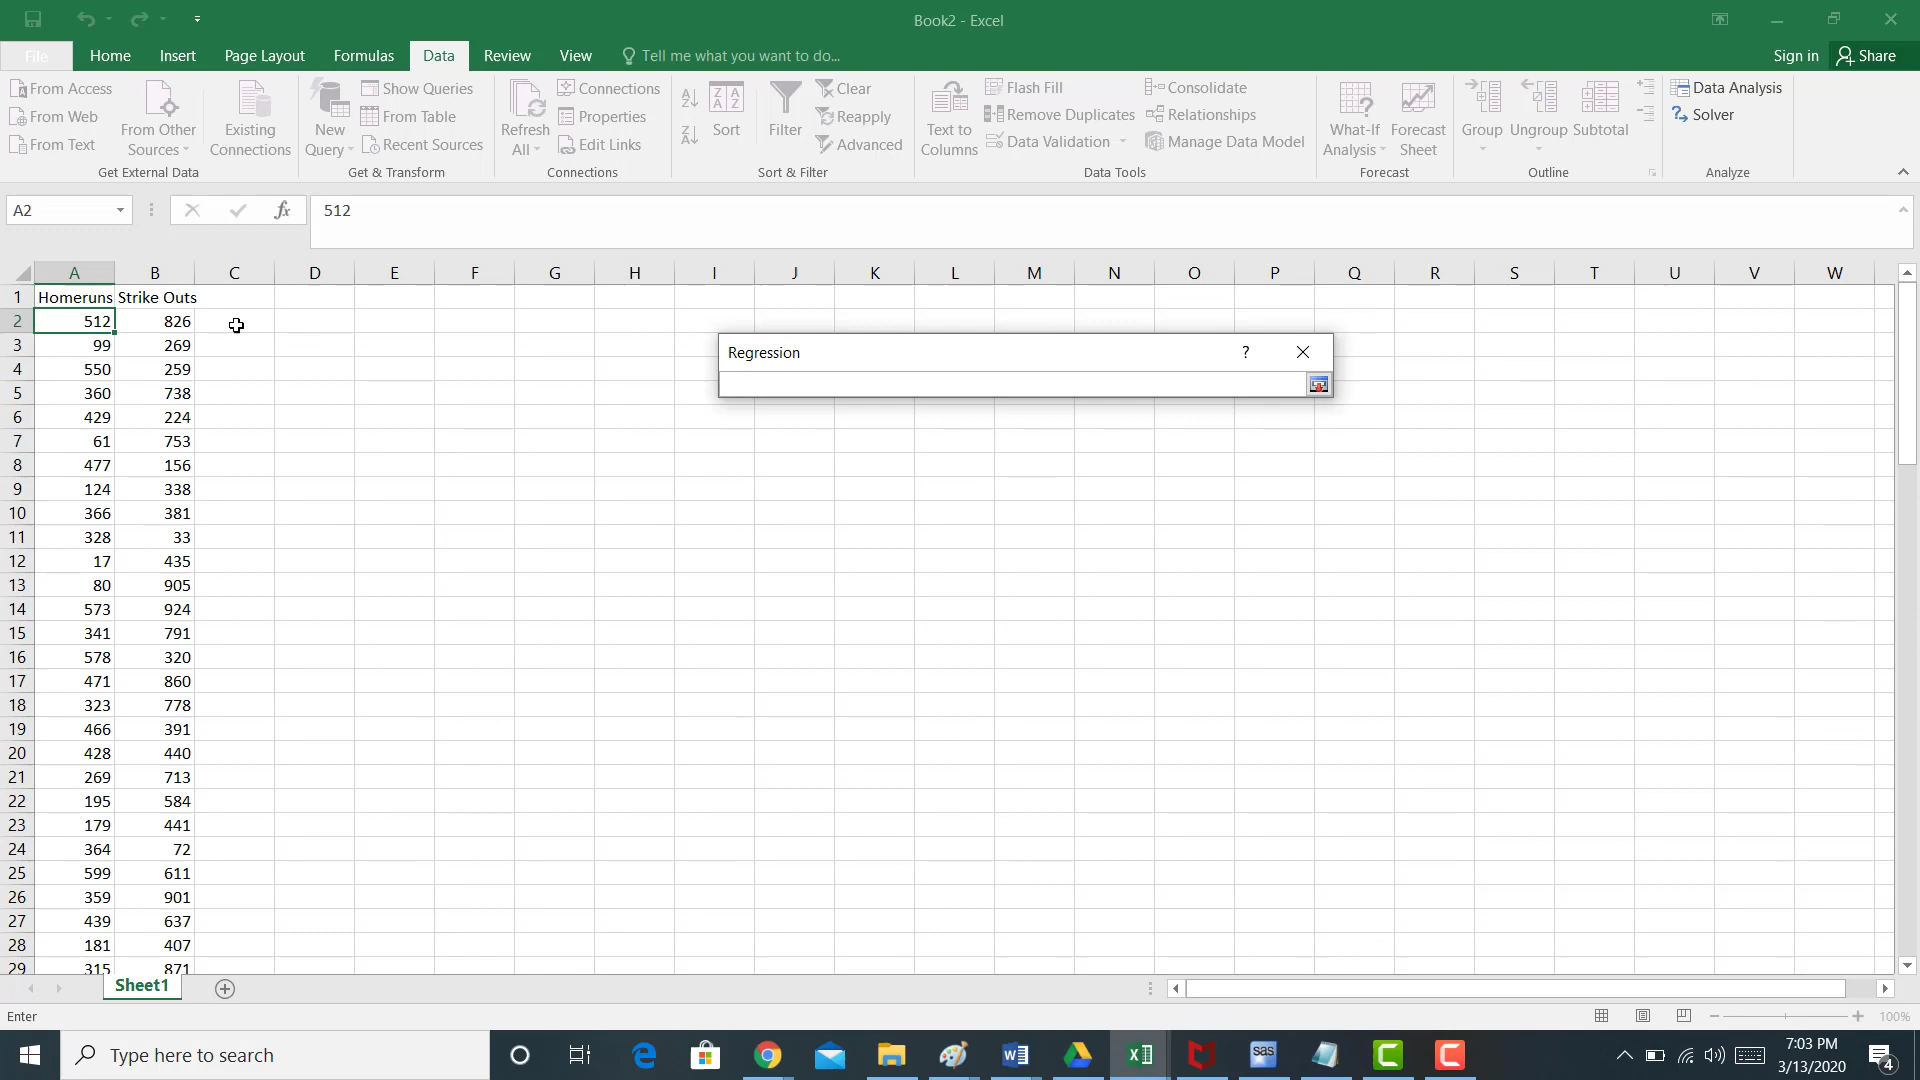 Book2 - Excel
File Home Insert Page Layout Formulas Data Review View Tell me what you want to do... Sign in Share
From Access
From Web
From Text
From Other Sources
Existing Connections
Get External Data
New Query
Show Queries
From Table
Recent Sources
Get & Transform
Refresh All
Connections
Properties
Edit Links
Connections
Sort
Filter
Clear
Reapply
Advanced
Sort & Filter
Text to Columns
Flash Fill
Remove Duplicates
Data Validation
Consolidate
Relationships
Manage Data Model
Data Tools
What-If Analysis
Forecast Sheet
Forecast
Group
Ungroup
Subtotal
Outline
Data Analysis
Solver
Analyze
A2 fx 512
A B C D E F G H I J K L M N O P Q R S T U V W
1 Homeruns Strike Outs
2 512 826
3 99 269
4 550 259
5 360 738
6 429 224
7 61 753
8 477 156
9 124 338
10 366 381
11 328 33
12 17 435
13 80 905
14 573 924
15 341 791
16 578 320
17 471 860
18 323 778
19 466 391
20 428 440
21 269 713
22 195 584
23 179 441
24 364 72
25 599 611
26 359 901
27 439 637
28 181 407
29 315 871
Regression ?
Sheet1
Enter 100%
Type here to search
sas
7:03 PM
3/13/2020
4